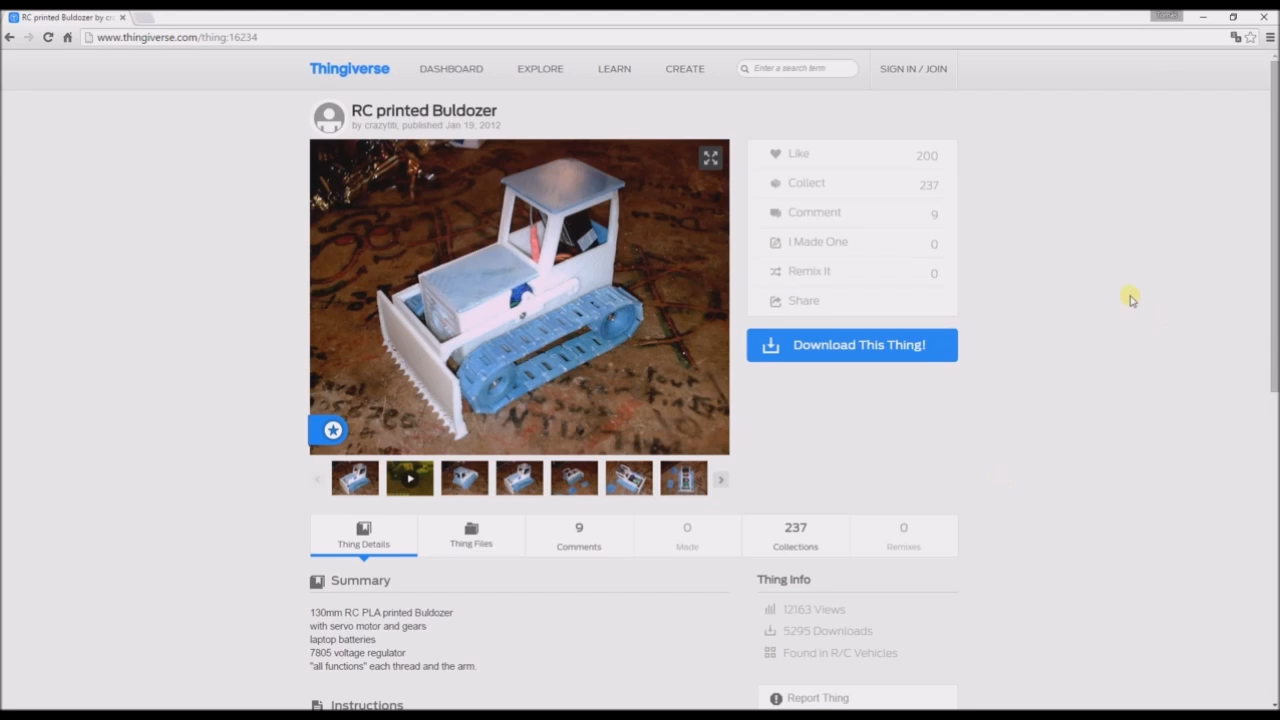 RC printed Buldozer by cr
www.thingiverse.com/thing:16234
Thingiverse
DASHBOARD
EXPLORE
LEARN
CREATE
Enter a search term
SIGN IN / JOIN
RC printed Buldozer
by crazytiti, published Jan 19, 2012
Like 200
Collect 237
Comment 9
I Made One 0
Remix It 0
Share
Download This Thing!
Thing Details
Thing Files
9
Comments
0
Made
237
Collections
0
Remixes
Summary
130mm RC PLA printed Buldozer
with servo motor and gears
laptop batteries
7805 voltage regulator
"all functions" each thread and the arm.
Instructions
Thing Info
12163 Views
5295 Downloads
Found in R/C Vehicles
Report Thing